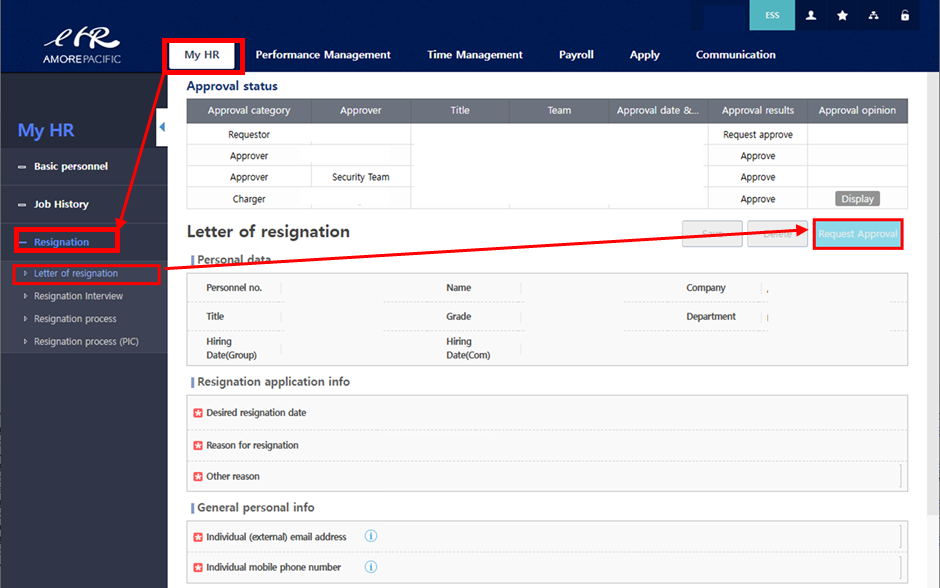 ESS
eHR
AMOREPACIFIC
My HR Performance Management Time Management Payroll Apply Communication
My HR
Basic personnel
Job History
Resignation
Letter of resignation
Resignation Interview
Resignation process
Resignation process (PIC)
Approval status
Approval category Approver Title Team Approval date &... Approval results Approval opinion
Requestor Request approve
Approver Approve
Approver Security Team Approve
Charger Approve Display
Letter of resignation
Save Delete Request Approval
Personal data
Personnel no. Name Company
Title Grade Department
Hiring Hiring
Date(Group) Date(Com)
Resignation application info
Desired resignation date
Reason for resignation
Other reason
General personal info
Individual (external) email address
Individual mobile phone number